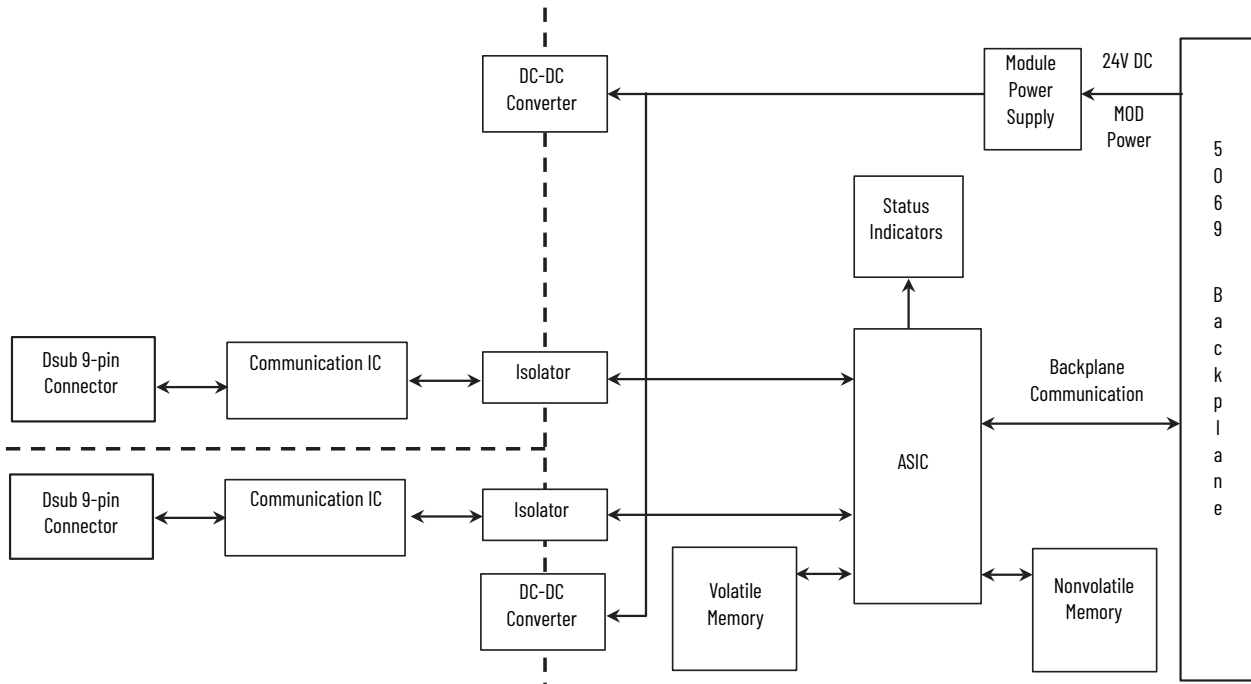 DC-DC
Converter
Module
Power
Supply
24V DC
MOD
Power
5
0
6
9
B
a
c
k
p
l
a
n
e
Status
Indicators
Dsub 9-pin
Connector
Communication IC
Isolator
Backplane
Communication
ASIC
Dsub 9-pin
Connector
Communication IC
Isolator
DC-DC
Converter
Volatile
Memory
Nonvolatile
Memory